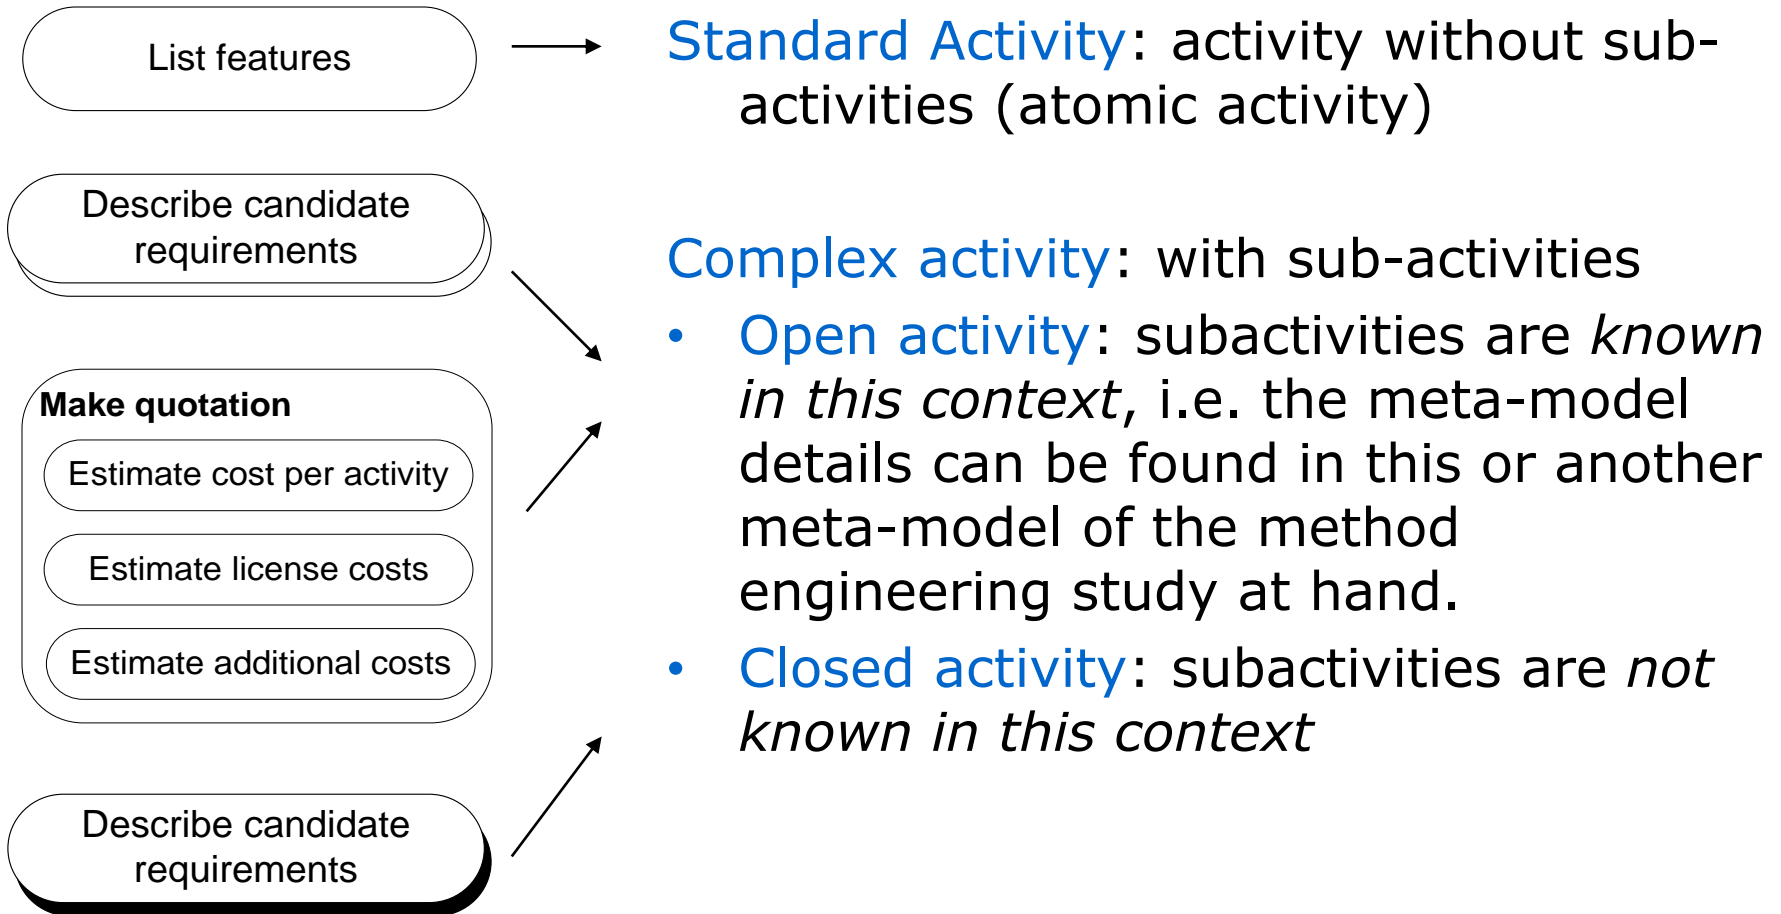 List features
Describe candidate
requirements
Make quotation
Estimate cost per activity
Estimate license costs
Estimate additional costs
Describe candidate
requirements
Standard Activity: activity without sub-
activities (atomic activity)
Complex activity: with sub-activities
• Open activity: subactivities are known
in this context, i.e. the meta-model
details can be found in this or another
meta-model of the method
engineering study at hand.
• Closed activity: subactivities are not
known in this context